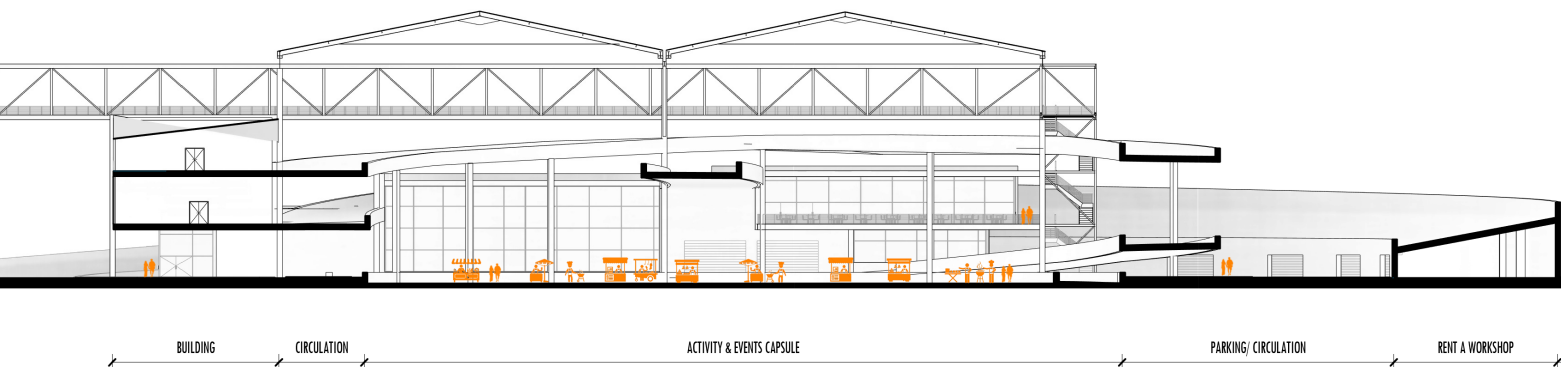 BUILDING
CIRCULATION
ACTIVITY & EVENTS CAPSULE
PARKING/ CIRCULATION
RENT A WORKSHOP